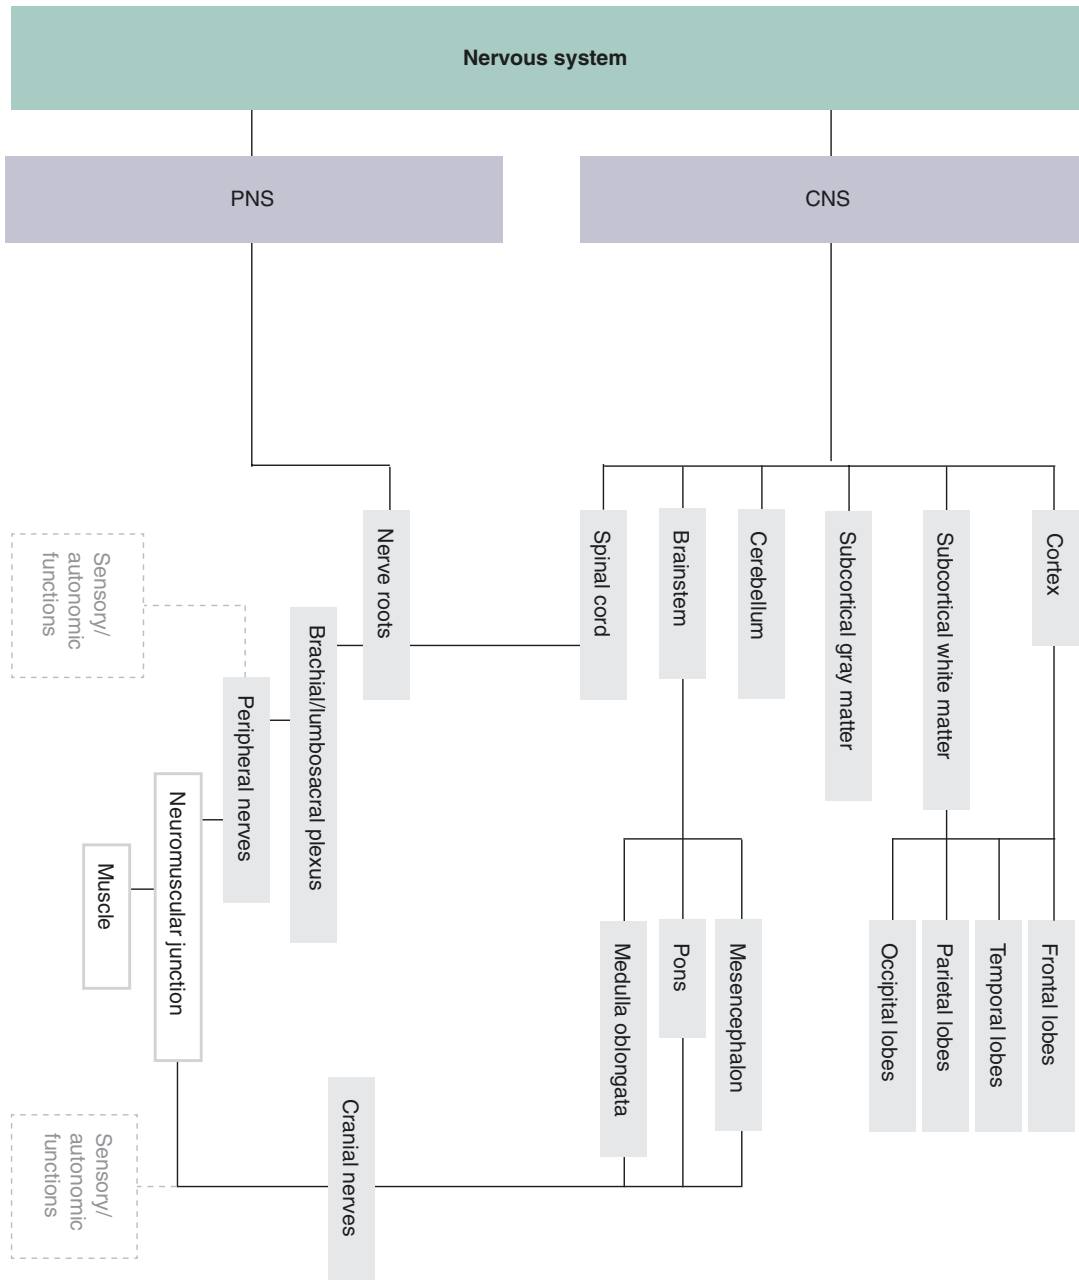 Nervous system
PNS
CNS
Nerve roots
Spinal cord
Brainstem
Cerebellum
Subcortical gray matter
Subcortical white matter
Cortex
Sensory/
autonomic
functions
Brachial/lumbosacral plexus
Peripheral nerves
Neuromuscular junction
Muscle
Medulla oblongata
Pons
Mesencephalon
Occipital lobes
Parietal lobes
Temporal lobes
Frontal lobes
Cranial nerves
Sensory/
autonomic
functions